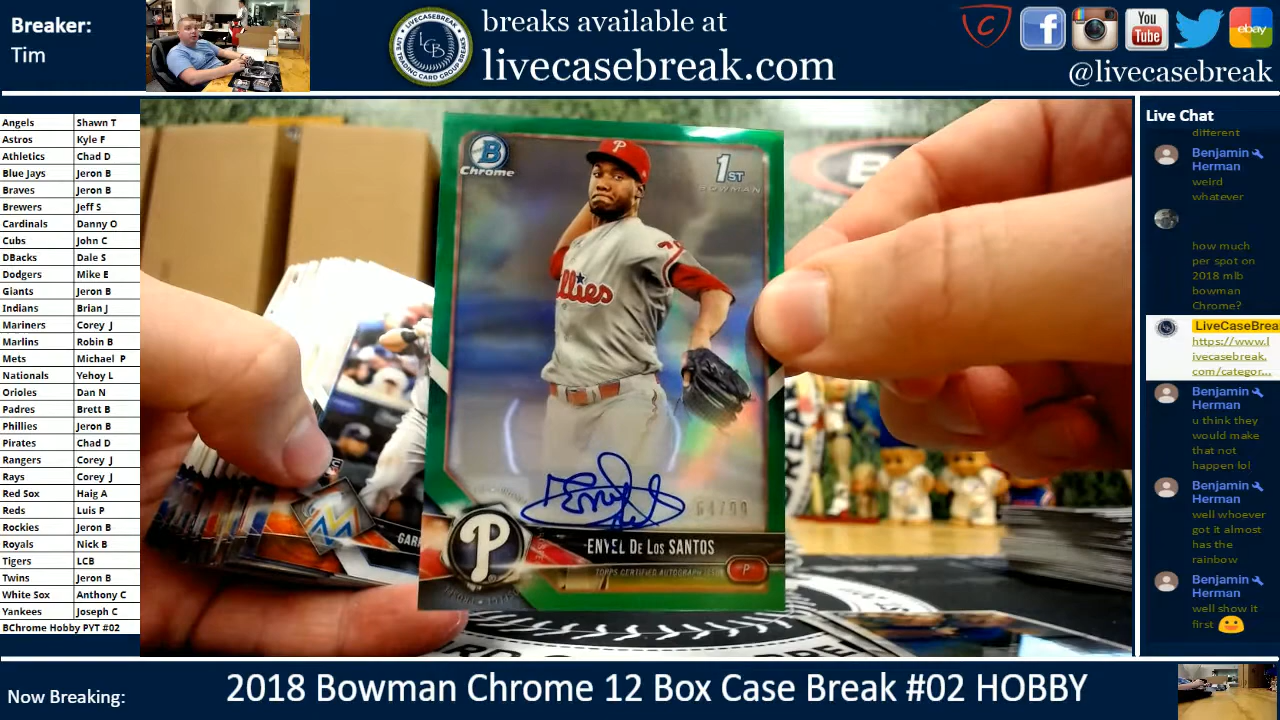 Breaker:
Tim
breaks available at
livecasebreak.com
LCB
You
Tube
ebay
@livecasebreak
Angels Shawn T
Astros Kyle F
Athletics Chad D
Blue Jays Jeron B
Braves Jeron B
Brewers Jeff S
Cardinals Danny O
Cubs John C
DBacks Dale S
Dodgers Mike E
Giants Jeron B
Indians Brian J
Mariners Corey J
Marlins Robin B
Mets Michael P
Nationals Yehoy L
Orioles Dan N
Padres Brett B
Phillies Jeron B
Pirates Chad D
Rangers Corey J
Rays Corey J
Red Sox Haig A
Reds Luis P
Rockies Jeron B
Royals Nick B
Tigers LCB
Twins Jeron B
White Sox Anthony C
Yankees Joseph C
BChrome Hobby PYT #02
B
Chrome
1ST
BOWMAN
P
Phillies
ENYEL De Los SANTOS
P
P
Live Chat
different
Benjamin
Herman
weird
whatever
how much
per spot on
2018 mlb
bowman
Chrome?
LiveCaseBrea
https://www.l
ivecasebreak.
com/categor...
Benjamin
Herman
u think they
would make
that not
happen lol
Benjamin
Herman
well whoever
got it almost
has the
rainbow
Benjamin
Herman
well show it
first
Now Breaking:
2018 Bowman Chrome 12 Box Case Break #02 HOBBY